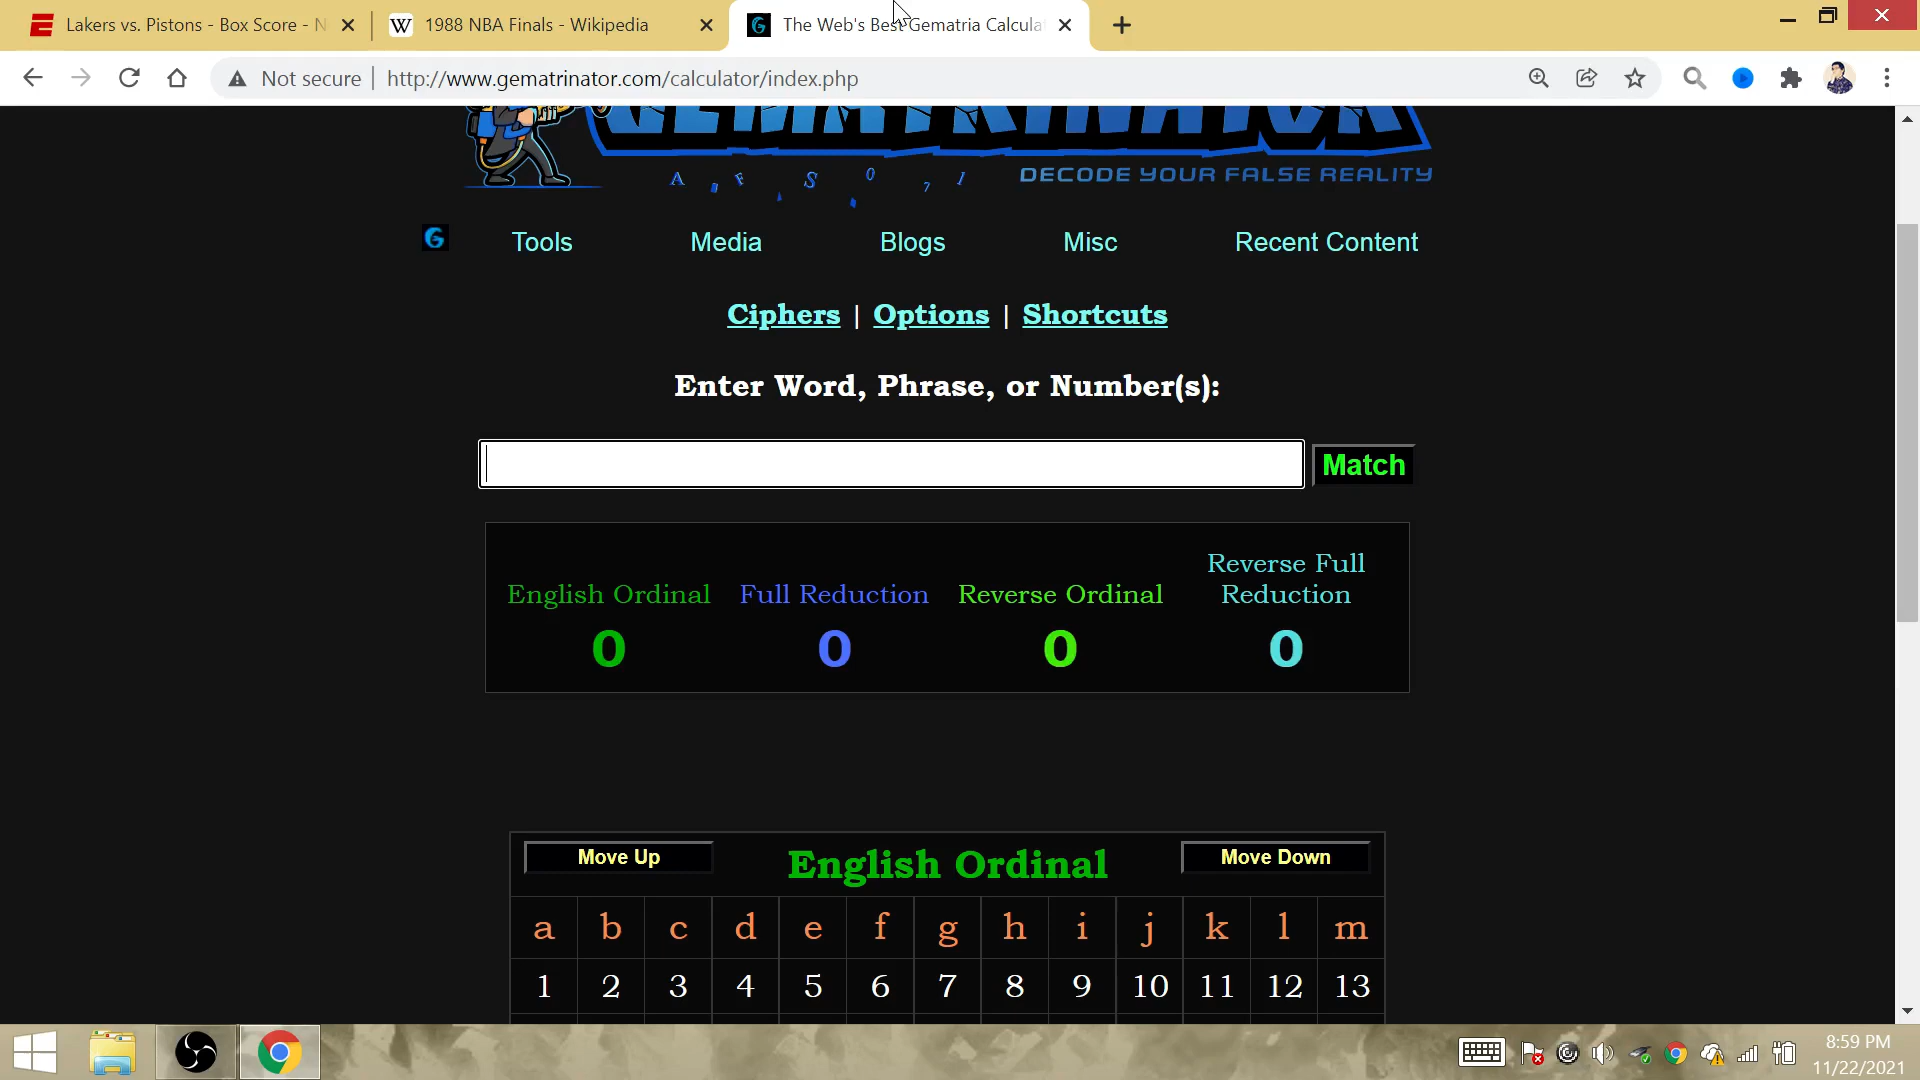 Lakers vs. Pistons - Box Score - N
1988 NBA Finals - Wikipedia
The Web's Best Gematria Calcula
Not secure
http://www.gematrinator.com/calculator/index.php
GEMATRINATOR
A F S 0 7 1
DECODE YOUR FALSE REALITY
G Tools Media Blogs Misc Recent Content
Ciphers | Options | Shortcuts
Enter Word, Phrase, or Number(s):
Match
English Ordinal Full Reduction Reverse Ordinal Reverse Full Reduction
0 0 0 0
Move Up English Ordinal Move Down
a b c d e f g h i j k l m
1 2 3 4 5 6 7 8 9 10 11 12 13
8:59 PM
11/22/2021